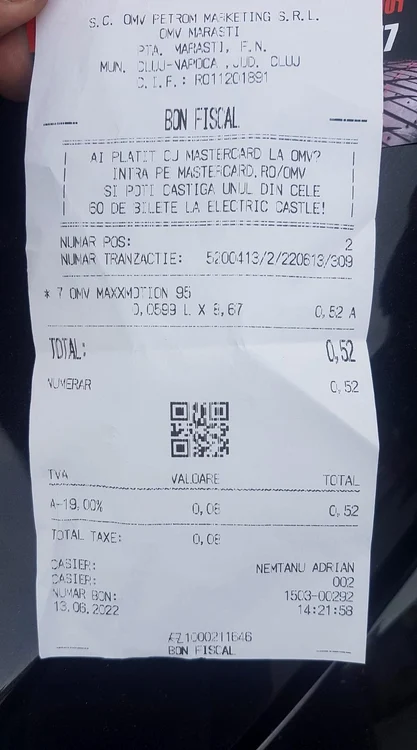 S.C. OMV PETROM MARKETING S.R.L.
OMV MARASTI
PTA. MARASTI, F.N.
MUN. CLUJ-NAPOCA ,JUD. CLUJ
C.I.F.: RO11201891
BON FISCAL
AI PLATIT CU MASTERCARD LA OMV?
INTRA PE MASTERCARD.RO/OMV
SI POTI CASTIGA UNUL DIN CELE
60 DE BILETE LA ELECTRIC CASTLE!
NUMAR POS: 2
NUMAR TRANZACTIE: 5200413/2/220613/309
* 7 OMV MAXXMOTION 95
0,0599 L X 8,67 0,52 A
TOTAL: 0,52
NUMERAR 0,52
TVA VALOARE TOTAL
A-19,00% 0,08 0,52
TOTAL TAXE: 0,08
CASIER: NEMTANU ADRIAN
CASIER: 002
NUMAR BON: 1503-00292
13.06.2022 14:21:58
AZ1000211646
BON FISCAL
7